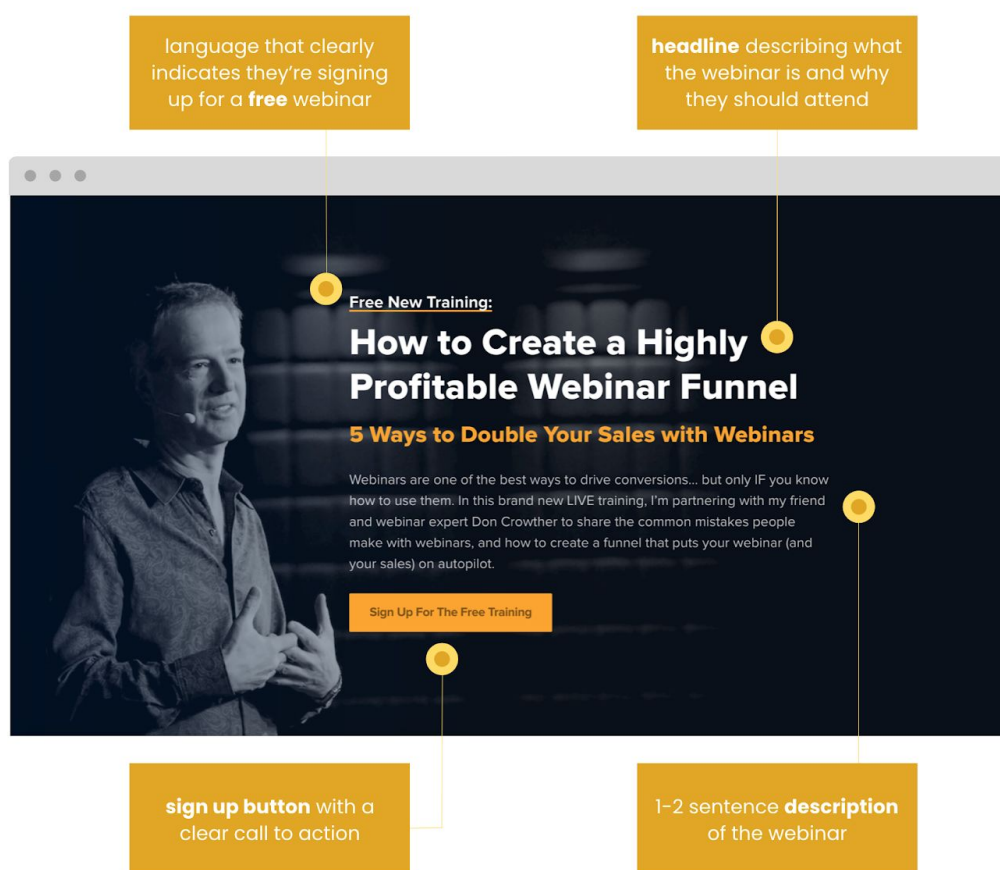 language that clearly
indicates they're signing
up for a free webinar
headline describing what
the webinar is and why
they should attend
Free New Training:
How to Create a Highly
Profitable Webinar Funnel
5 Ways to Double Your Sales with Webinars
Webinars are one of the best ways to drive conversions... but only IF you know
how to use them. In this brand new LIVE training, I'm partnering with my friend
and webinar expert Don Crowther to share the common mistakes people
make with webinars, and how to create a funnel that puts your webinar (and
your sales) on autopilot.
Sign Up For The Free Training
sign up button with a
clear call to action
1-2 sentence description
of the webinar